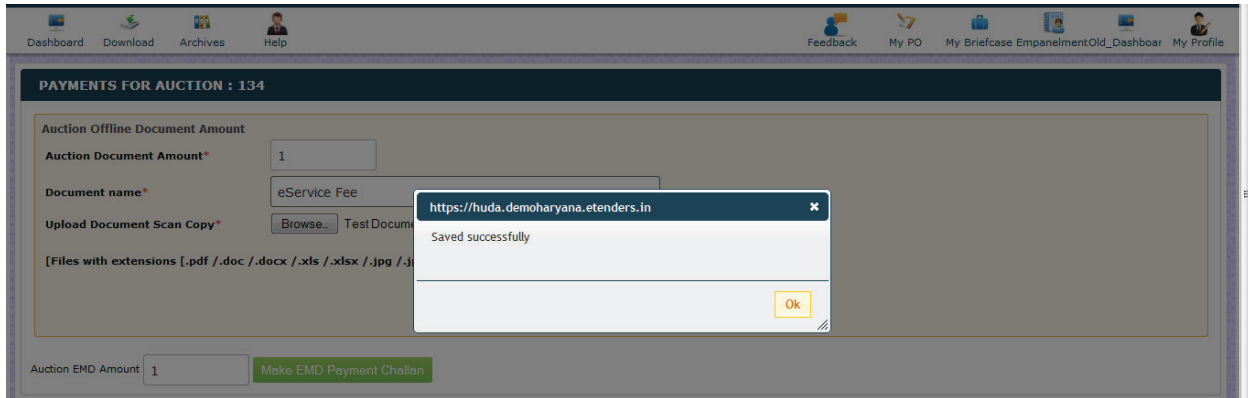 Dashboard Download Archives Help Feedback My PO My Briefcase Empanelment Old_Dashboar My Profile
PAYMENTS FOR AUCTION : 134
Auction Offline Document Amount
Auction Document Amount* 1
Document name* eService Fee
https://huda.demoharyana.etenders.in
Upload Document Scan Copy* Browse.. Test Docume
Saved successfully
[Files with extensions [.pdf /.doc /.docx /.xls /.xlsx /.jpg /.j
Ok
Auction EMD Amount 1 Make EMD Payment Challan